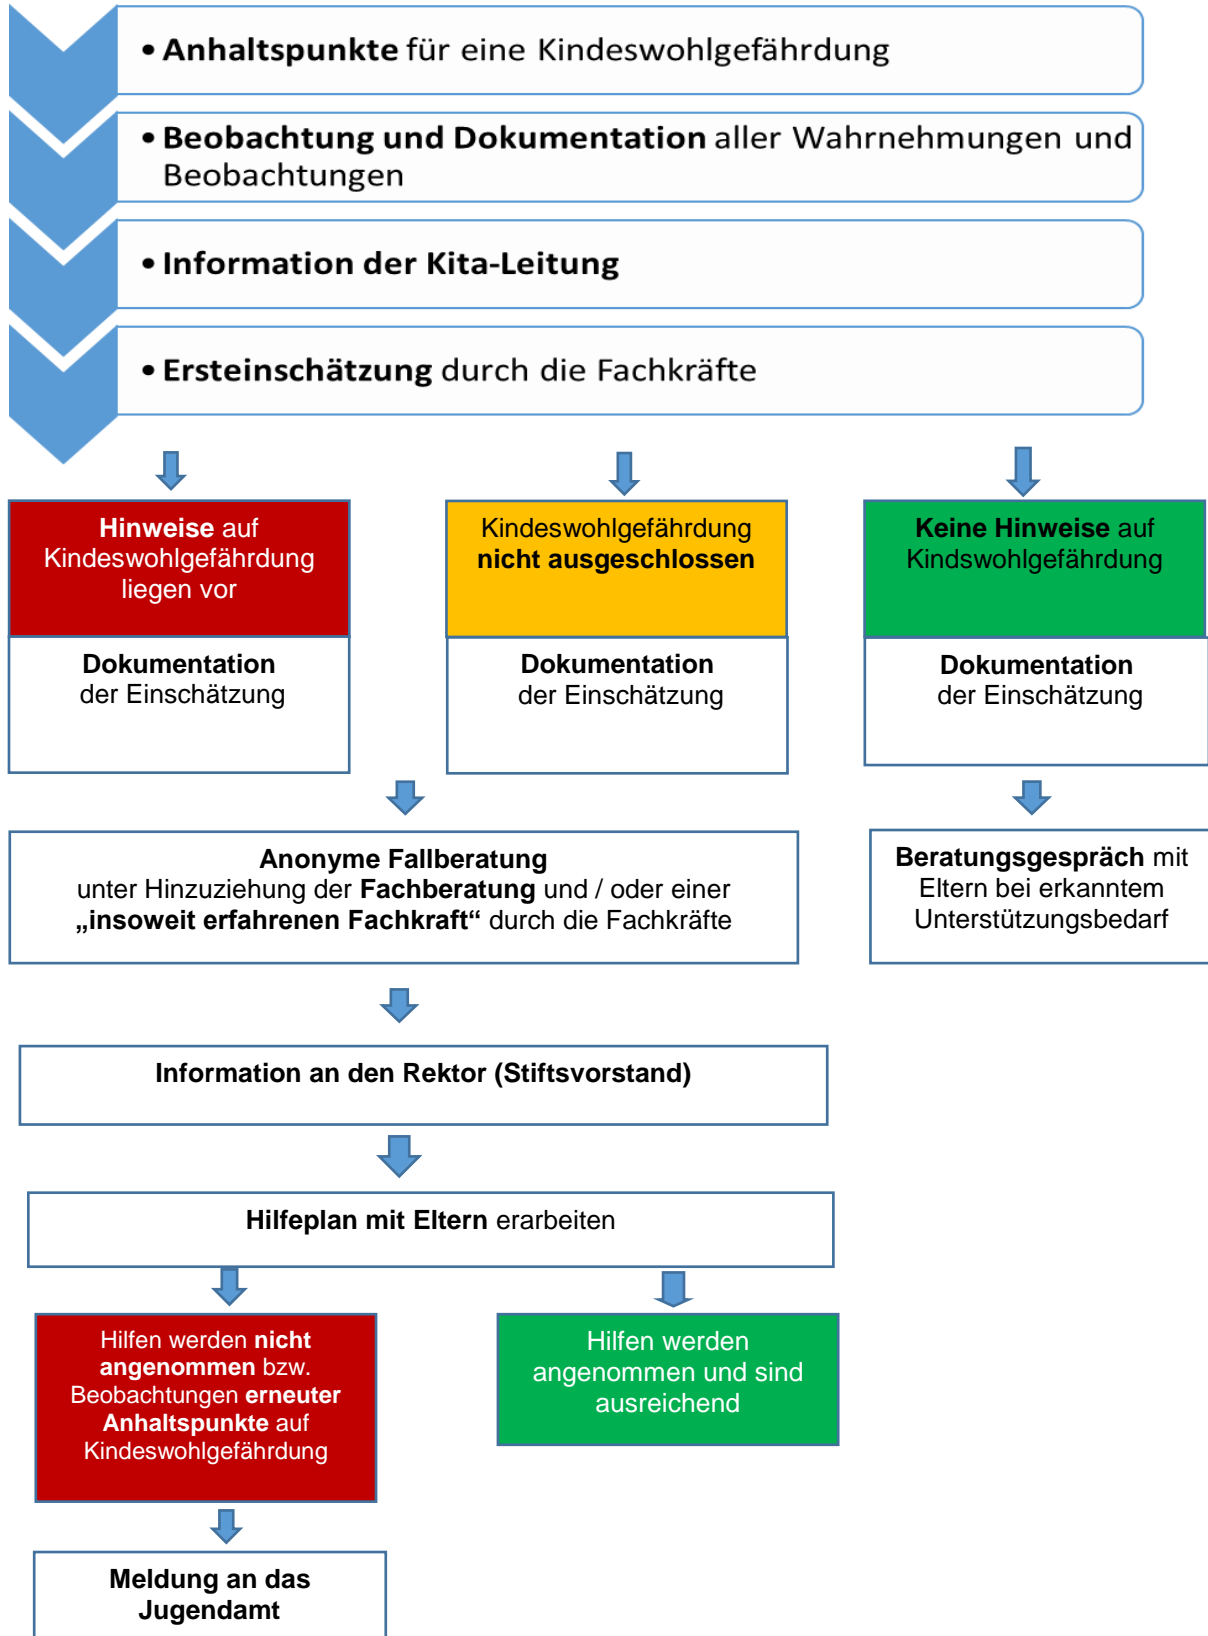 • Anhaltspunkte für eine Kindeswohlgefährdung
• Beobachtung und Dokumentation aller Wahrnehmungen und
Beobachtungen
• Information der Kita-Leitung
• Ersteinschätzung durch die Fachkräfte
Hinweise auf
Kindeswohlgefährdung
liegen vor
Dokumentation
der Einschätzung
Kindeswohlgefährdung
nicht ausgeschlossen
Dokumentation
der Einschätzung
Keine Hinweise auf
Kindswohlgefährdung
Dokumentation
der Einschätzung
Anonyme Fallberatung
unter Hinzuziehung der Fachberatung und / oder einer
„insoweit erfahrenen Fachkraft“ durch die Fachkräfte
Beratungsgespräch mit
Eltern bei erkanntem
Unterstützungsbedarf
Information an den Rektor (Stiftsvorstand)
Hilfeplan mit Eltern erarbeiten
Hilfen werden nicht
angenommen bzw.
Beobachtungen erneuter
Anhaltspunkte auf
Kindeswohlgefährdung
Hilfen werden
angenommen und sind
ausreichend
Meldung an das
Jugendamt